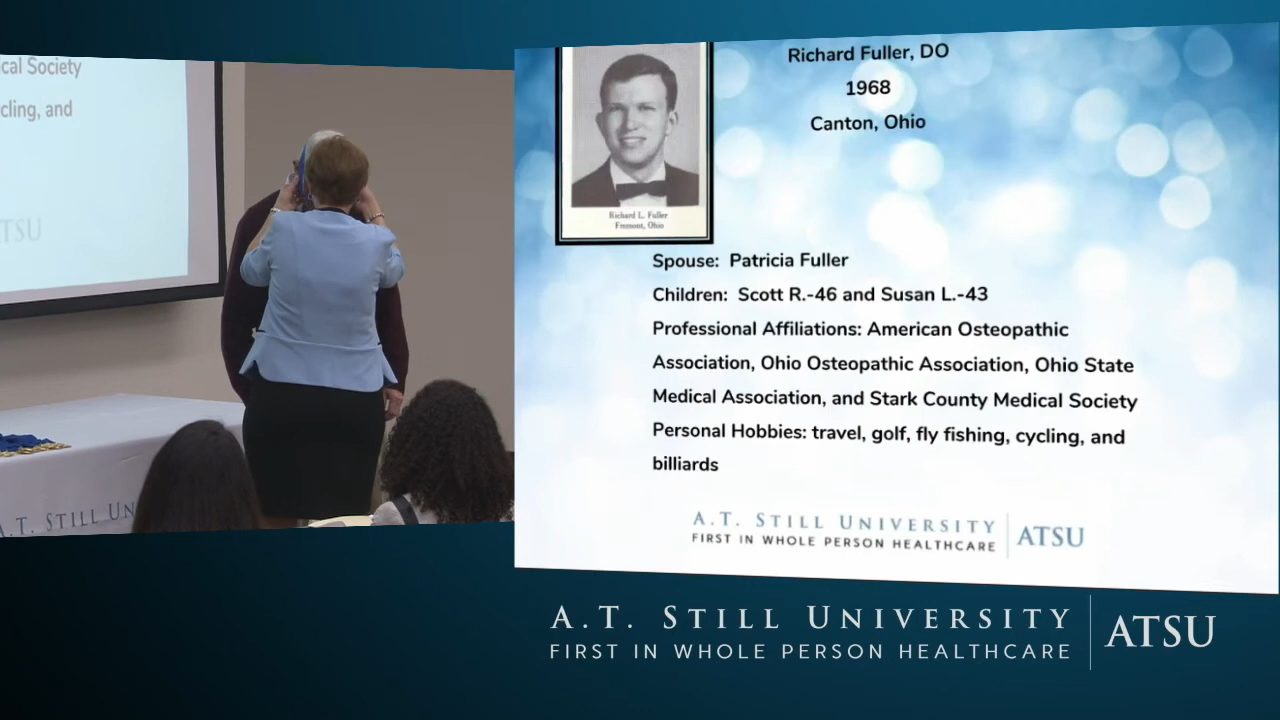 ical Society
cling, and
ATSU
A.T. STILL UN
Richard Fuller, DO
1968
Canton, Ohio
Richard L. Fuller
Fremont, Ohio
Spouse: Patricia Fuller
Children: Scott R.-46 and Susan L.-43
Professional Affiliations: American Osteopathic
Association, Ohio Osteopathic Association, Ohio State
Medical Association, and Stark County Medical Society
Personal Hobbies: travel, golf, fly fishing, cycling, and
billiards
A.T. STILL UNIVERSITY
FIRST IN WHOLE PERSON HEALTHCARE
ATSU
A.T. STILL UNIVERSITY
FIRST IN WHOLE PERSON HEALTHCARE
ATSU